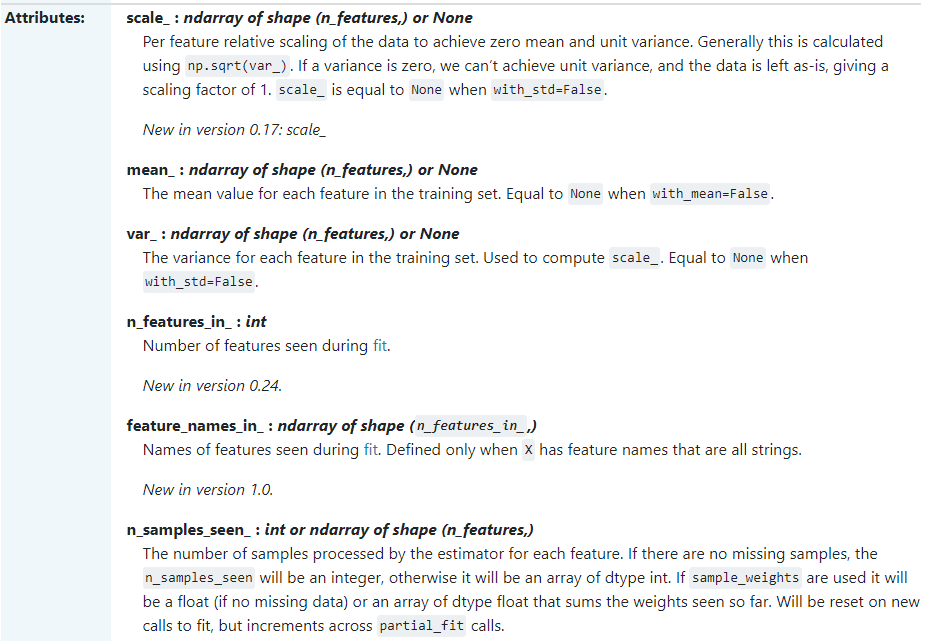 Attributes:
scale_ : ndarray of shape (n_features,) or None
Per feature relative scaling of the data to achieve zero mean and unit variance. Generally this is calculated
using np.sqrt(var_). If a variance is zero, we can’t achieve unit variance, and the data is left as-is, giving a
scaling factor of 1. scale_ is equal to None when with_std=False.
New in version 0.17: scale_
mean_ : ndarray of shape (n_features,) or None
The mean value for each feature in the training set. Equal to None when with_mean=False.
var_ : ndarray of shape (n_features,) or None
The variance for each feature in the training set. Used to compute scale_. Equal to None when
with_std=False.
n_features_in_ : int
Number of features seen during fit.
New in version 0.24.
feature_names_in_ : ndarray of shape (n_features_in_,)
Names of features seen during fit. Defined only when X has feature names that are all strings.
New in version 1.0.
n_samples_seen_ : int or ndarray of shape (n_features,)
The number of samples processed by the estimator for each feature. If there are no missing samples, the
n_samples_seen will be an integer, otherwise it will be an array of dtype int. If sample_weights are used it will
be a float (if no missing data) or an array of dtype float that sums the weights seen so far. Will be reset on new
calls to fit, but increments across partial_fit calls.